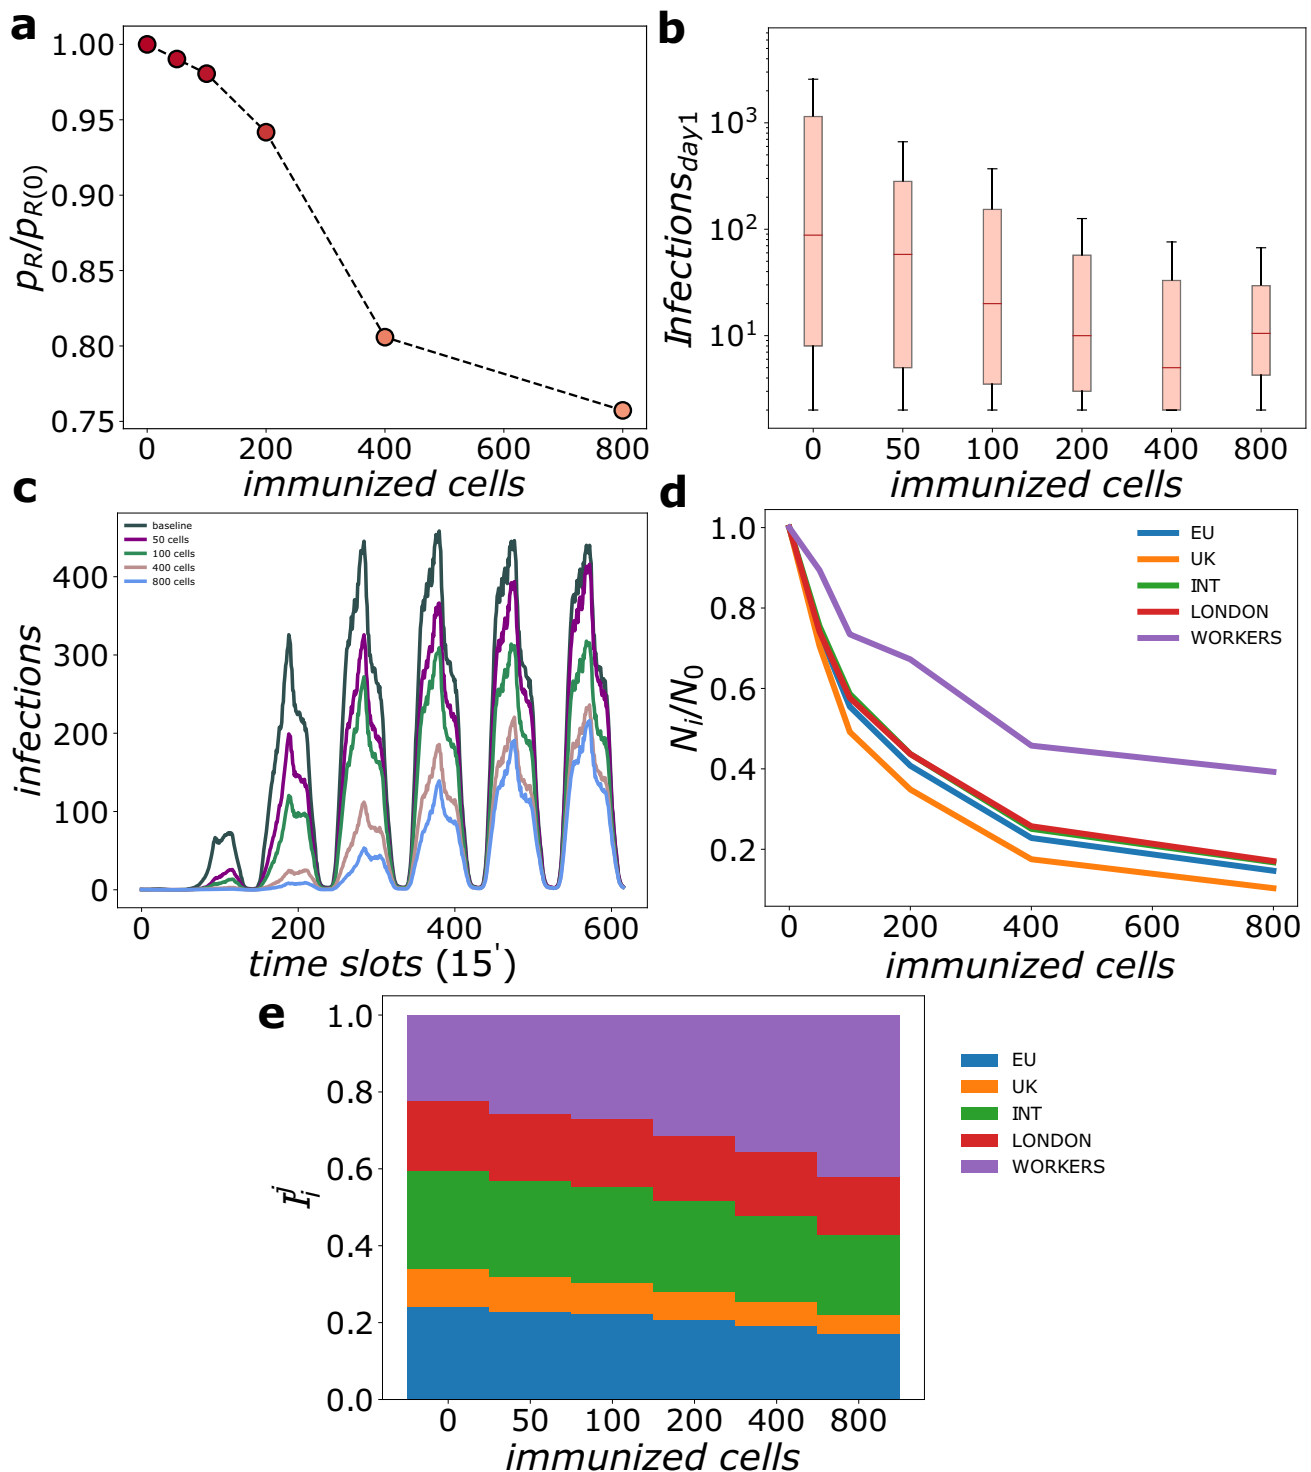 a
1.00
0.95
0.90
0.85
0.80
0.75
p_R/p_R(0)
0 200 400 600 800
immunized cells
b
10^3
10^2
10^1
Infections_day1
0 50 100 200 400 800
immunized cells
c
baseline
50 cells
100 cells
400 cells
800 cells
400
300
200
100
0
infections
0 200 400 600
time slots (15')
d
EU
UK
INT
LONDON
WORKERS
1.0
0.8
0.6
0.4
0.2
N_i/N_0
0 200 400 600 800
immunized cells
e
1.0
0.8
0.6
0.4
0.2
0.0
0 50 100 200 400 800
immunized cells
EU
UK
INT
LONDON
WORKERS